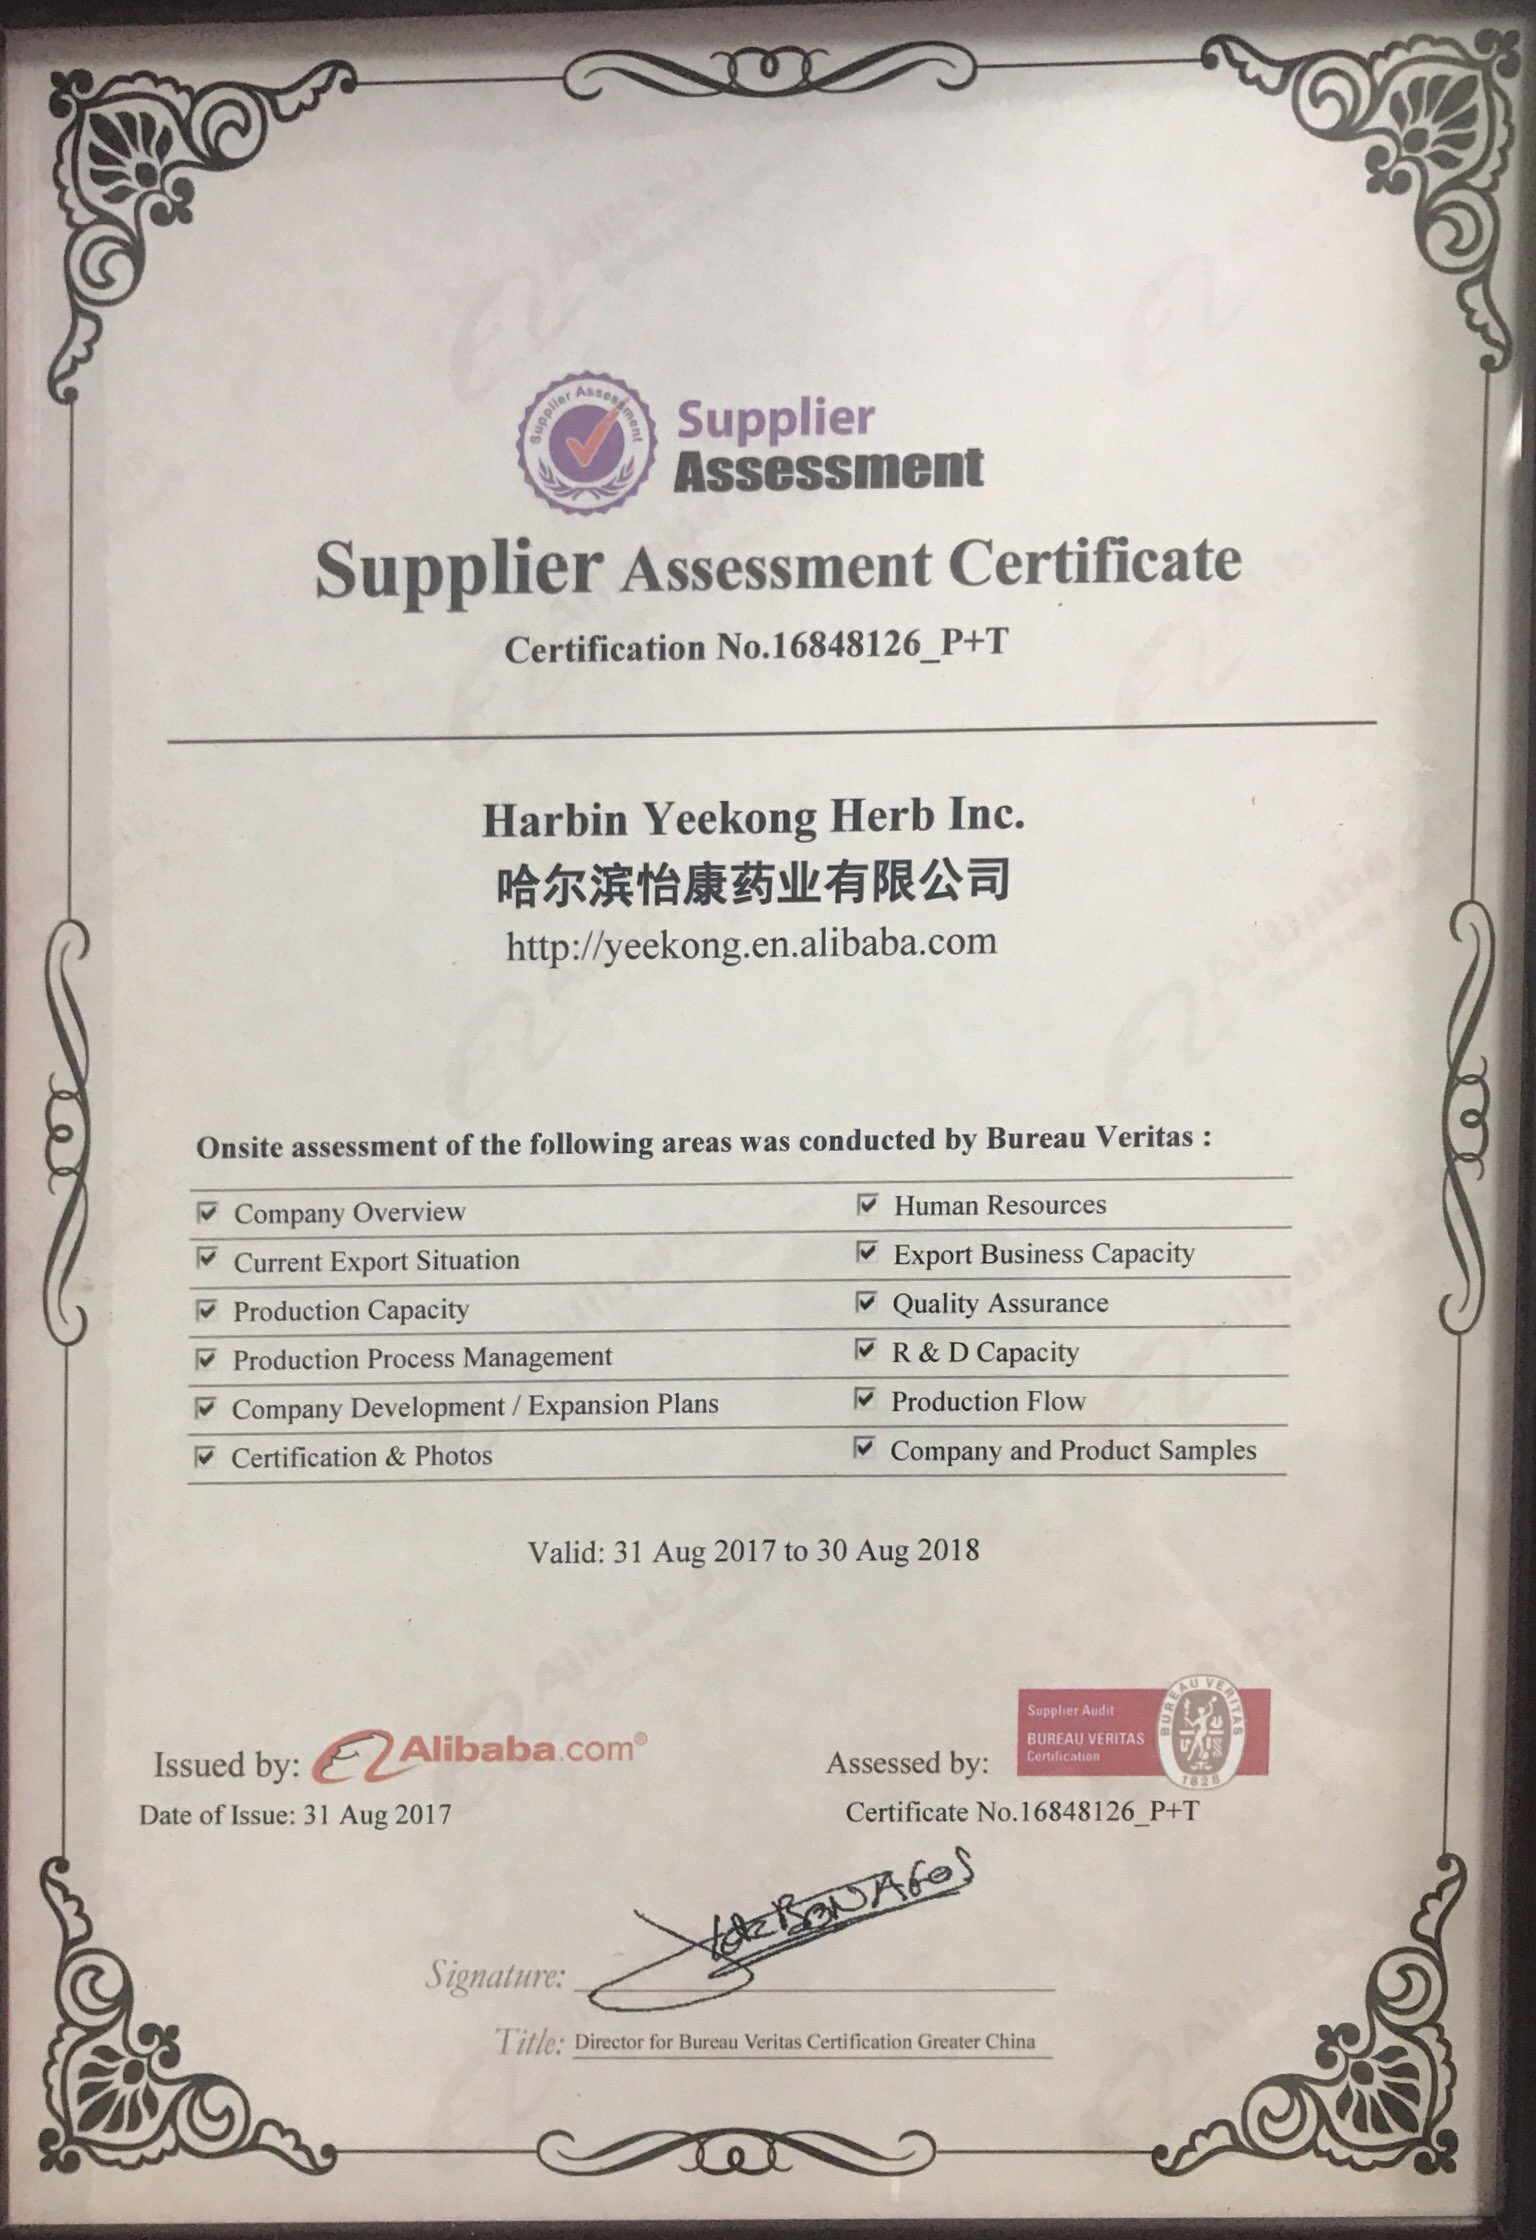 Supplier Assessment
Supplier
Assessment
Supplier Assessment Certificate
Certification No.16848126_P+T
Harbin Yeekong Herb Inc.
哈尔滨怡康药业有限公司
http://yeekong.en.alibaba.com
Onsite assessment of the following areas was conducted by Bureau Veritas :
Company Overview
Human Resources
Current Export Situation
Export Business Capacity
Production Capacity
Quality Assurance
Production Process Management
R & D Capacity
Company Development / Expansion Plans
Production Flow
Certification & Photos
Company and Product Samples
Valid: 31 Aug 2017 to 30 Aug 2018
Issued by: Alibaba.com®
Date of Issue: 31 Aug 2017
Assessed by:
Supplier Audit
BUREAU VERITAS
Certification
BUREAU VERITAS
1828
Certificate No.16848126_P+T
Signature:
Title: Director for Bureau Veritas Certification Greater China